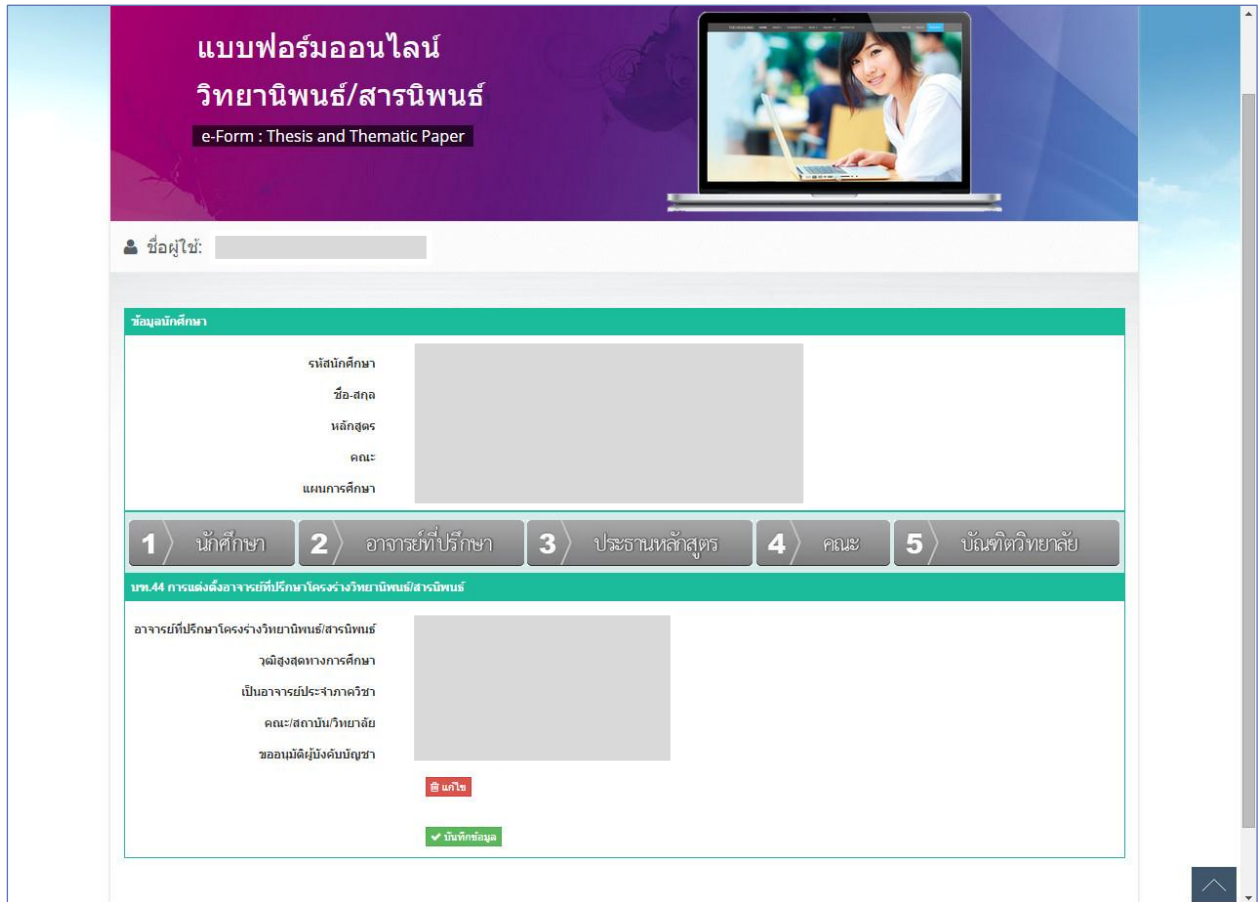 แบบฟอร์มออนไลน์
วิทยานิพนธ์/สารนิพนธ์
e-Form : Thesis and Thematic Paper
ชื่อผู้ใช้:
ข้อมูลนักศึกษา
รหัสนักศึกษา
ชื่อ-สกุล
หลักสูตร
คณะ
แผนการศึกษา
1 นักศึกษา 2 อาจารย์ที่ปรึกษา 3 ประธานหลักสูตร 4 คณะ 5 บัณฑิตวิทยาลัย
บฑ.44 การแต่งตั้งอาจารย์ที่ปรึกษาโครงร่างวิทยานิพนธ์/สารนิพนธ์
อาจารย์ที่ปรึกษาโครงร่างวิทยานิพนธ์/สารนิพนธ์
วุฒิสูงสุดทางการศึกษา
เป็นอาจารย์ประจำภาควิชา
คณะ/สถาบัน/วิทยาลัย
ขออนุมัติผู้บังคับบัญชา
แก้ไข
บันทึกข้อมูล